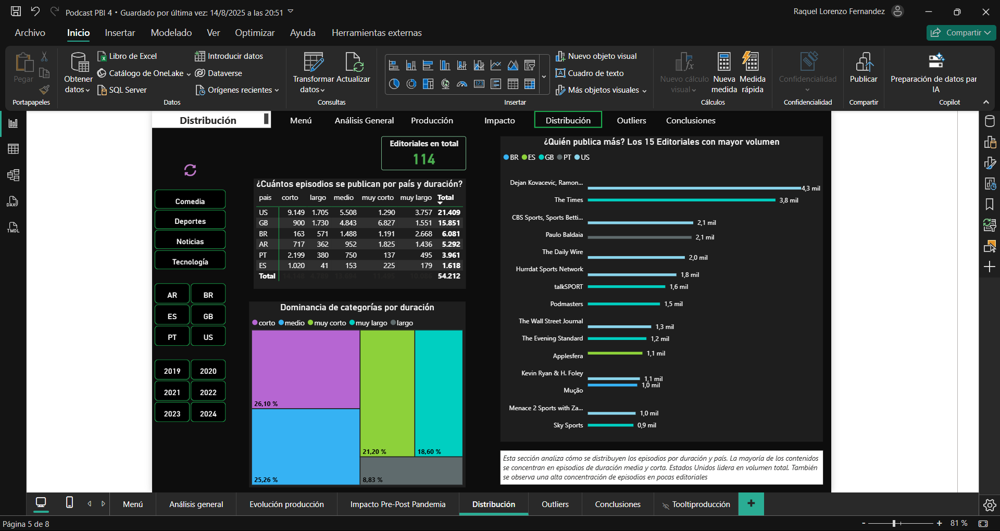 Podcast PBI 4 • Guardado por última vez: 14/8/2025 a las 20:51
Raquel Lorenzo Fernandez
Archivo Inicio Insertar Modelado Ver Optimizar Ayuda Herramientas externas
Compartir
Pegar
Portapapeles
Obtener datos
Libro de Excel
Catálogo de OneLake
SQL Server
Introducir datos
Dataverse
Orígenes recientes
Datos
Transformar datos
Actualizar
Consultas
Nuevo objeto visual
Cuadro de texto
Más objetos visuales
Insertar
Nuevo cálculo visual
Nueva medida
Medida rápida
Cálculos
Confidencialidad
Confidencialidad
Publicar
Compartir
Preparación de datos par
IA
Copilot
DAX
TMDL
Distribución
Menú Análisis General Producción Impacto Distribución Outliers Conclusiones
Editoriales en total
114
Comedia
Deportes
Noticias
Tecnología
AR BR
ES GB
PT US
2019 2020
2021 2022
2023 2024
¿Cuántos episodios se publican por país y duración?
pais corto largo medio muy corto muy largo Total
US 9.149 1.705 5.508 1.290 3.757 21.409
GB 900 1.730 4.843 6.827 1.551 15.851
BR 163 571 1.488 1.191 2.668 6.081
AR 717 362 952 1.825 1.436 5.292
PT 2.199 380 750 137 495 3.961
ES 1.020 41 153 225 179 1.618
Total 14.148 4.789 13.694 11.495 10.086 54.212
Dominancia de categorías por duración
corto medio muy corto muy largo largo
26,10 %
25,26 %
21,20 %
18,60 %
8,83 %
¿Quién publica más? Los 15 Editoriales con mayor volumen
BR ES GB PT US
Dejan Kovacevic, Ramon... 4,3 mil
The Times 3,8 mil
CBS Sports, Sports Betti... 2,1 mil
Paulo Baldaia 2,1 mil
The Daily Wire 2,0 mil
Hurrdat Sports Network 1,8 mil
talkSPORT 1,6 mil
Podmasters 1,5 mil
The Wall Street Journal 1,3 mil
The Evening Standard 1,2 mil
Applesfera 1,1 mil
Kevin Ryan & H. Foley 1,1 mil
Mução 1,0 mil
Menace 2 Sports with Za... 1,0 mil
Sky Sports 0,9 mil
Esta sección analiza cómo se distribuyen los episodios por duración y país. La mayoría de los contenidos
se concentran en episodios de duración media y corta. Estados Unidos lidera en volumen total. También
se observa una alta concentración de episodios en pocas editoriales
Menú Análisis general Evolución producción Impacto Pre-Post Pandemia Distribución Outliers Conclusiones Tooltiproducción
Página 5 de 8
- + 81 %